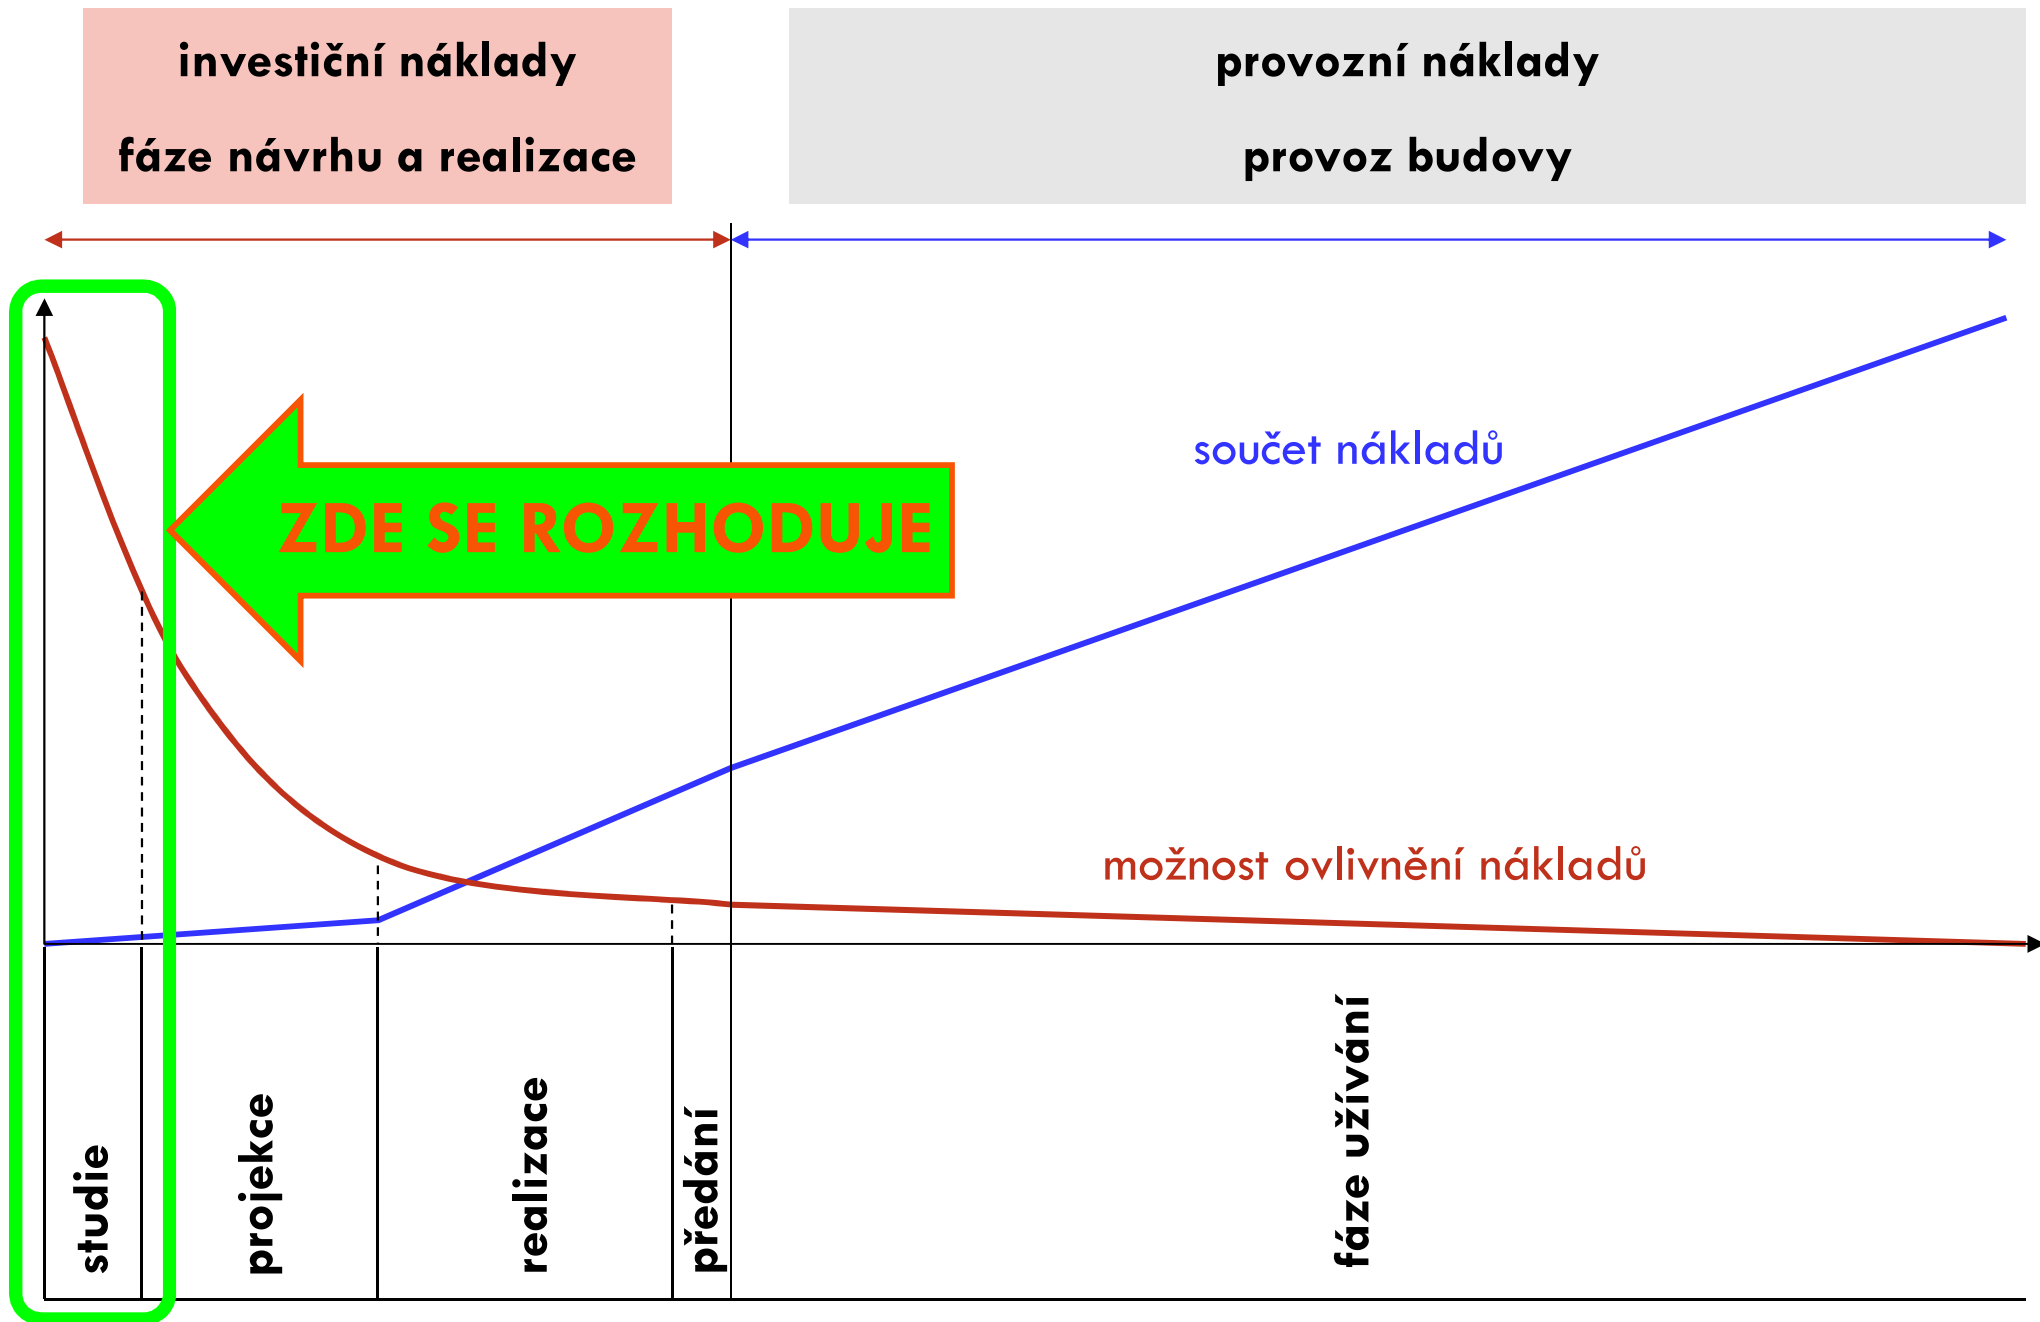 investiční náklady
fáze návrhu a realizace
provozní náklady
provoz budovy
součet nákladů
ZDE SE ROZHODUJE
možnost ovlivnění nákladů
studie
projekce
realizace
předání
fáze užívání